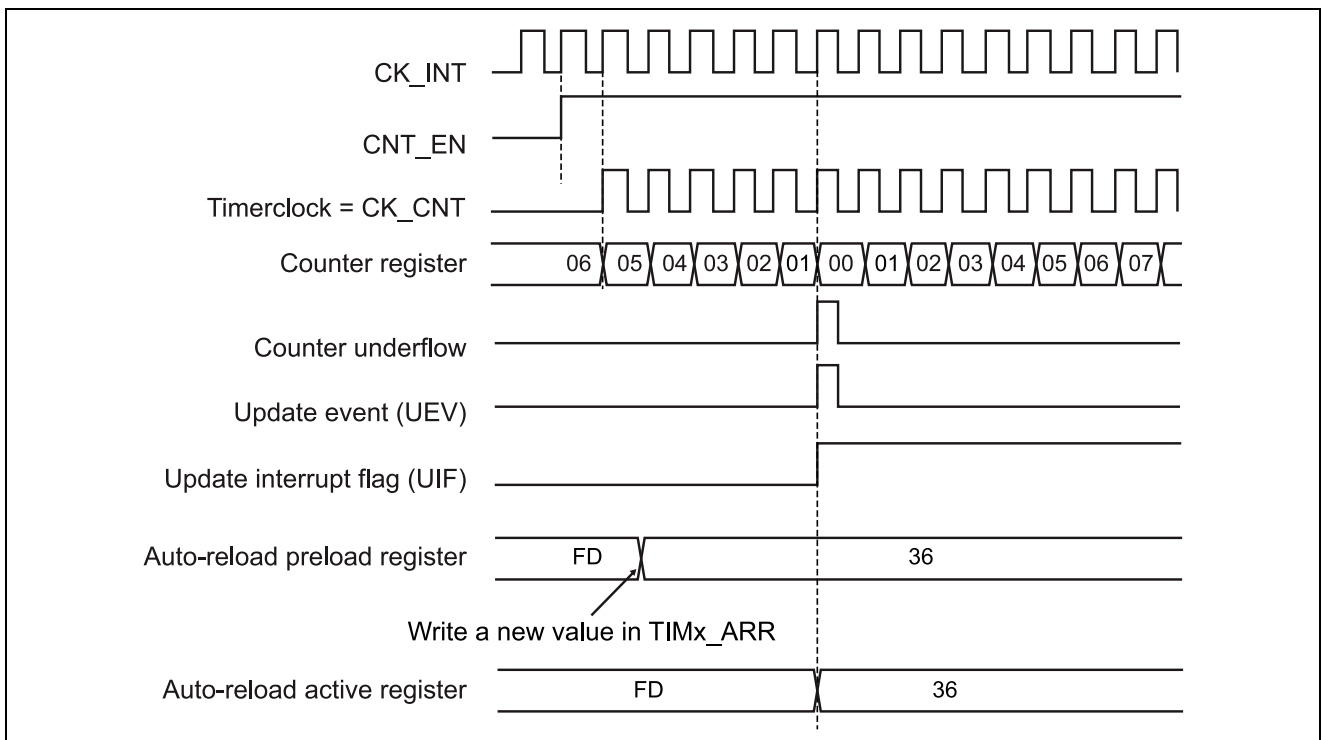 CK_INT
CNT_EN
Timerclock = CK_CNT
Counter register 06 05 04 03 02 01 00 01 02 03 04 05 06 07
Counter underflow
Update event (UEV)
Update interrupt flag (UIF)
Auto-reload preload register FD 36
Write a new value in TIMx_ARR
Auto-reload active register FD 36